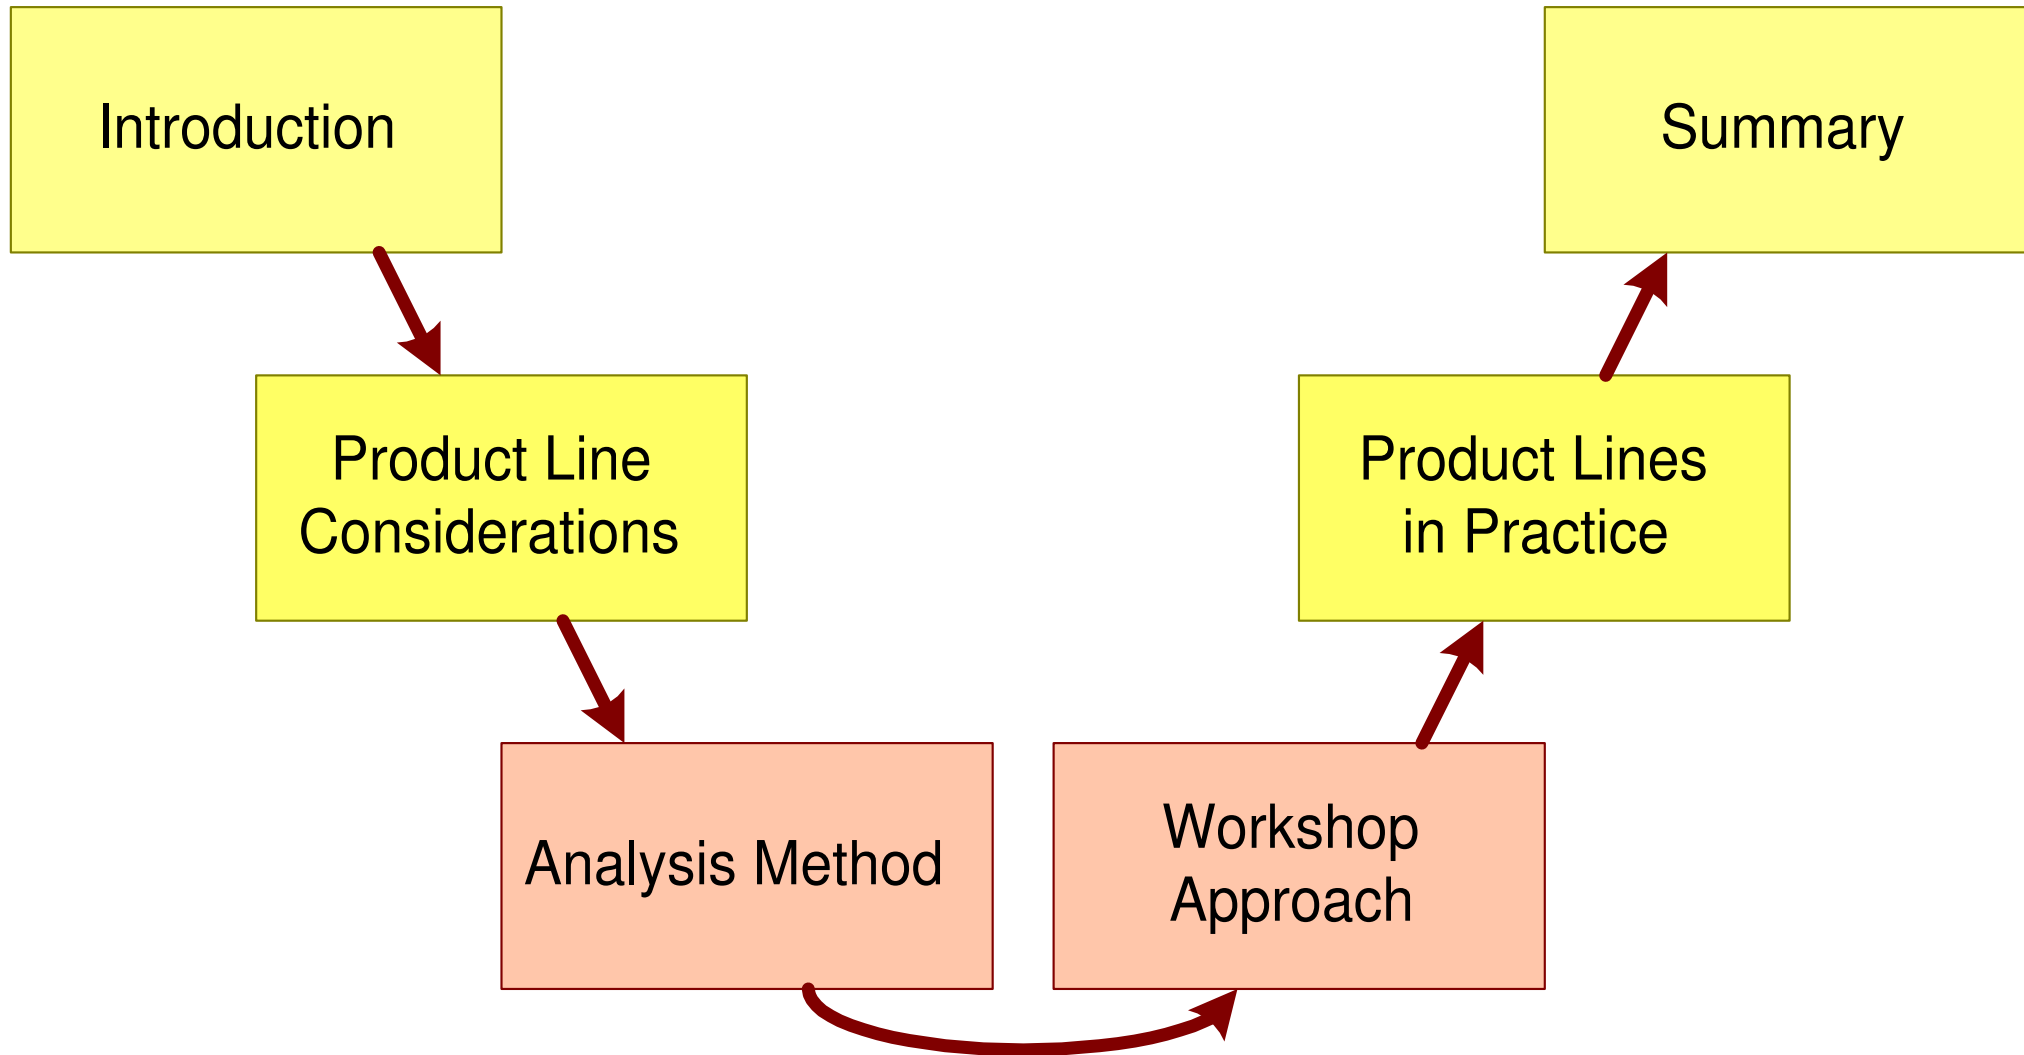 Introduction
Product Line
Considerations
Analysis Method
Workshop
Approach
Product Lines
in Practice
Summary